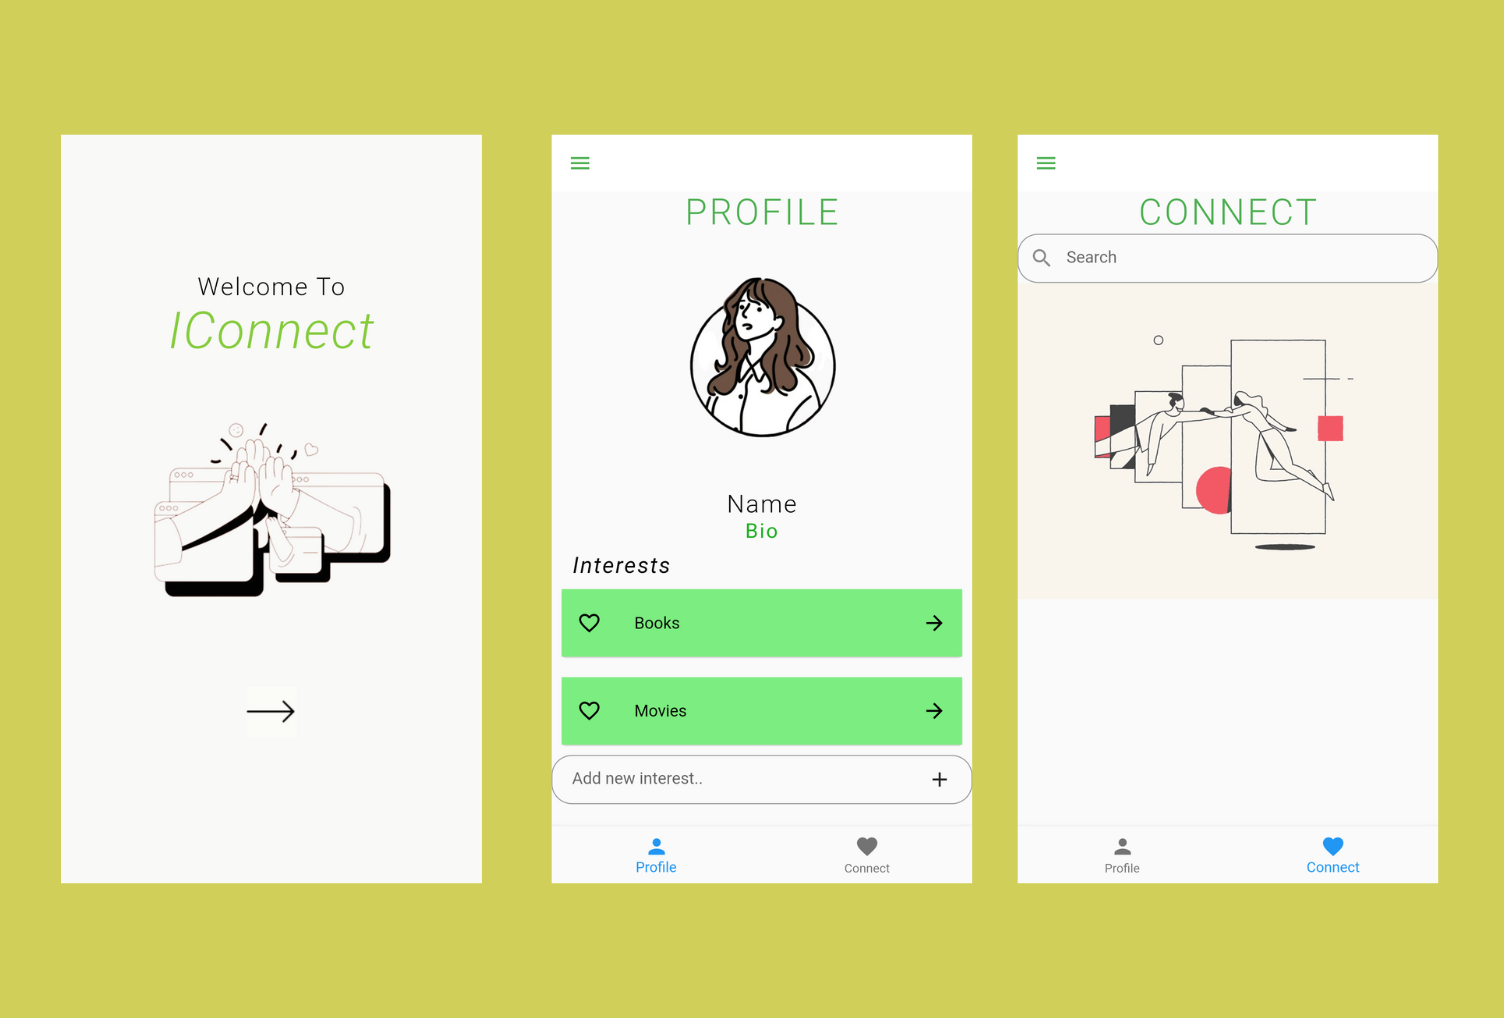 Welcome To
IConnect
PROFILE
Name
Bio
Interests
Books
Movies
Add new interest..
Profile
Connect
CONNECT
Search
Profile
Connect